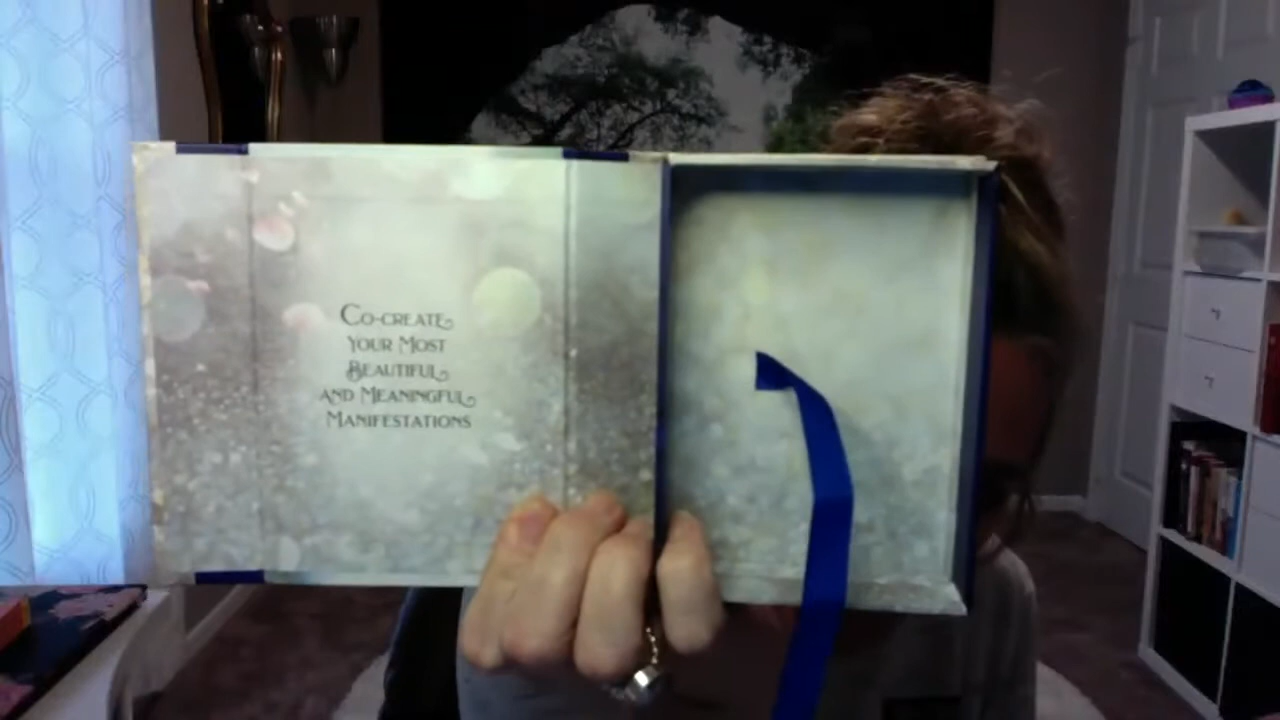 Co-create
your Most
Beautiful
and Meaningful
Manifestations